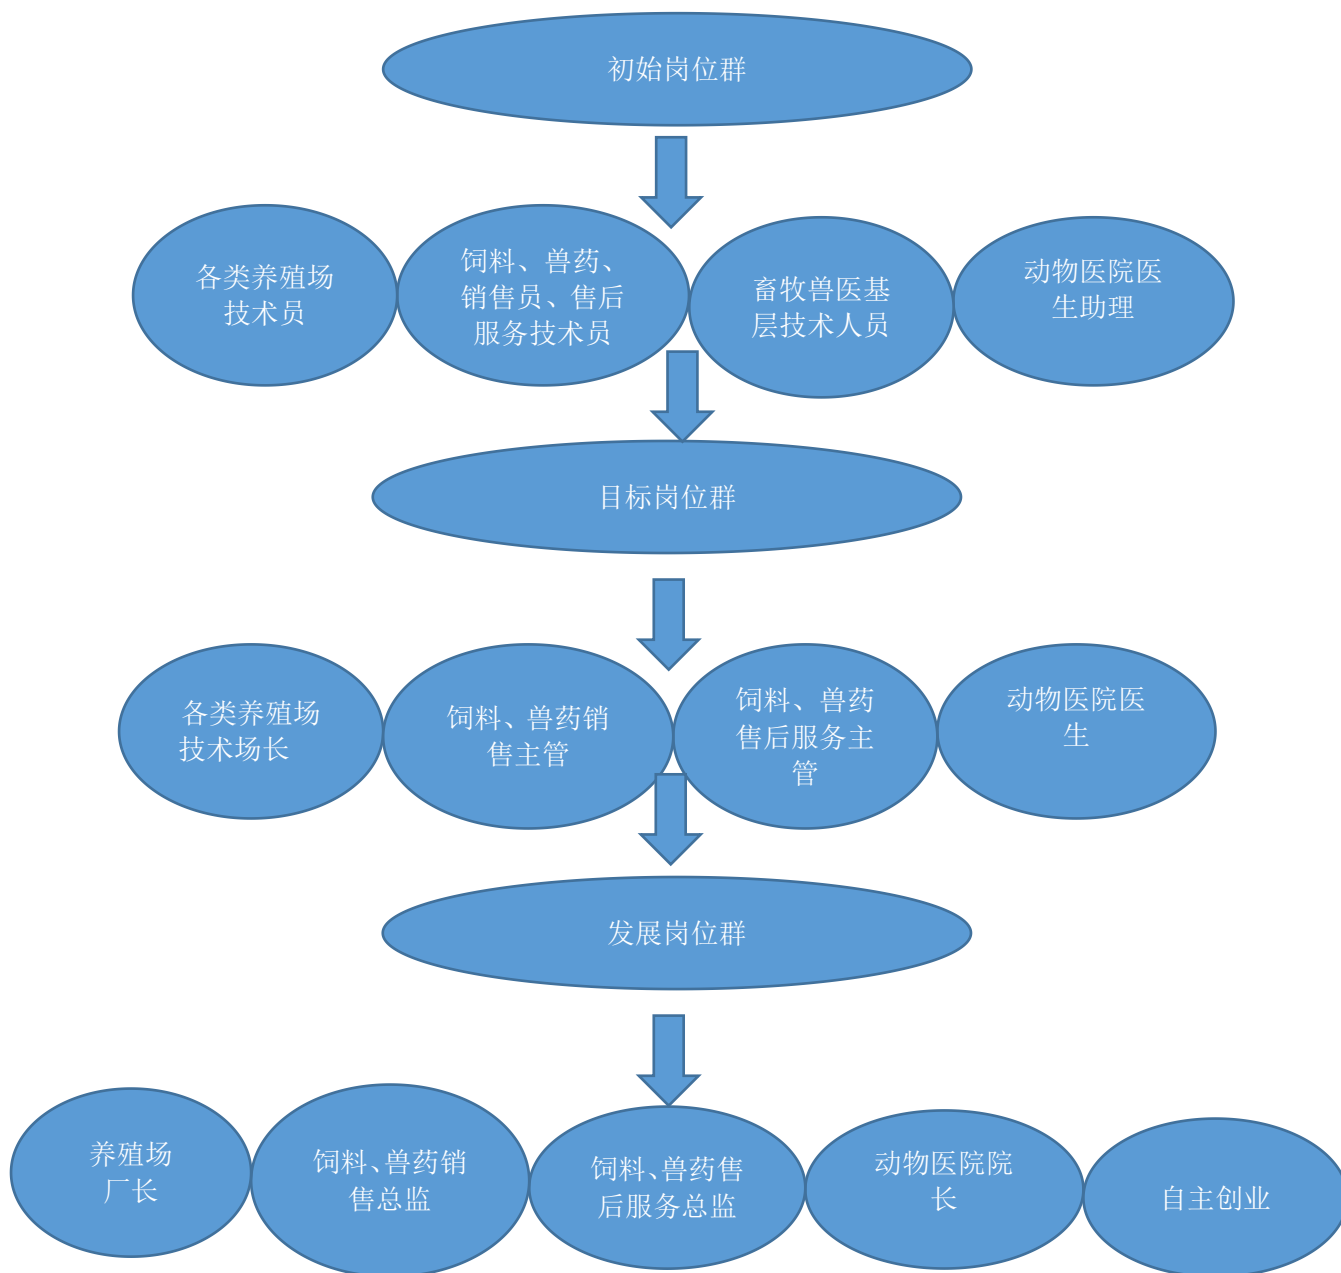 初始岗位群
各类养殖场
技术员
饲料、兽药、
销售员、售后
服务技术员
畜牧兽医基
层技术人员
动物医院医
生助理
目标岗位群
各类养殖场
技术场长
饲料、兽药销
售主管
饲料、兽药
售后服务主
管
动物医院医
生
发展岗位群
养殖场
厂长
饲料、兽药销
售总监
饲料、兽药售
后服务总监
动物医院院
长
自主创业